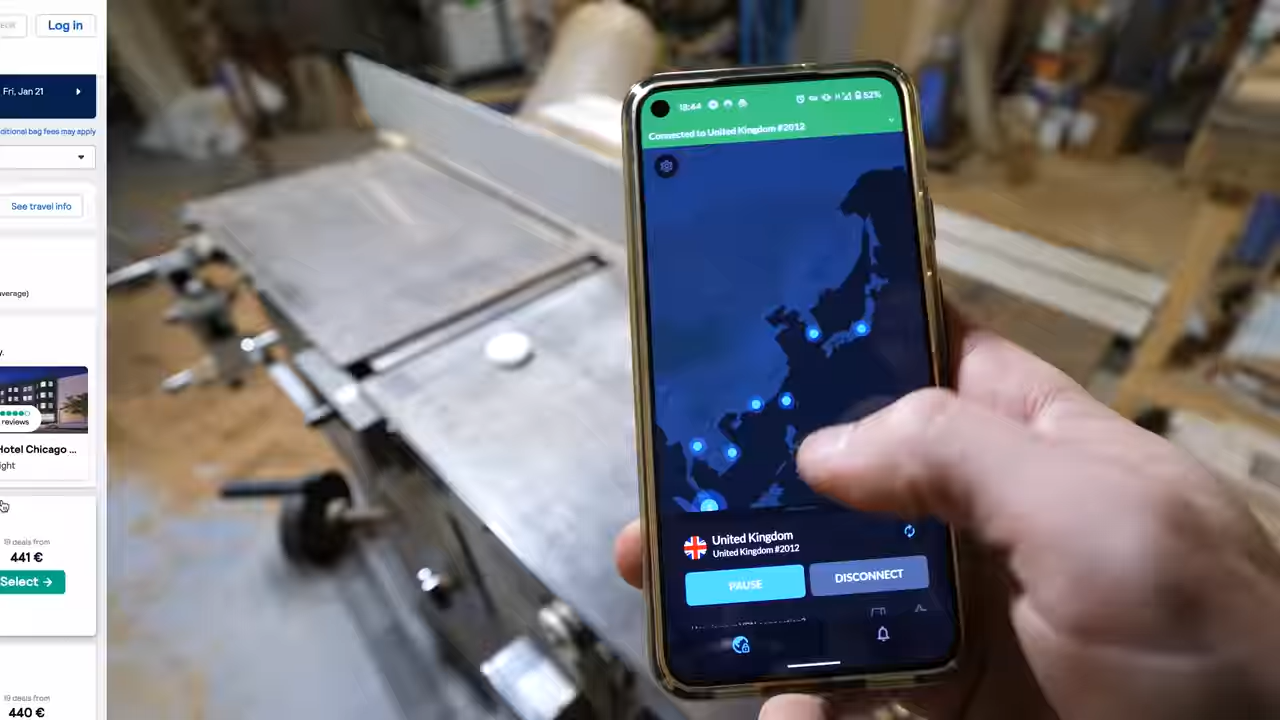 Log in
Fri, Jan 21
ditional bag fees may apply
See travel info
verage)
y.
reviews
Hotel Chicago ...
ight
19 deals from
441 €
Select →
19 deals from
440 €
18:44
52%
Connected to United Kingdom #2012
United Kingdom
United Kingdom #2012
PAUSE
DISCONNECT